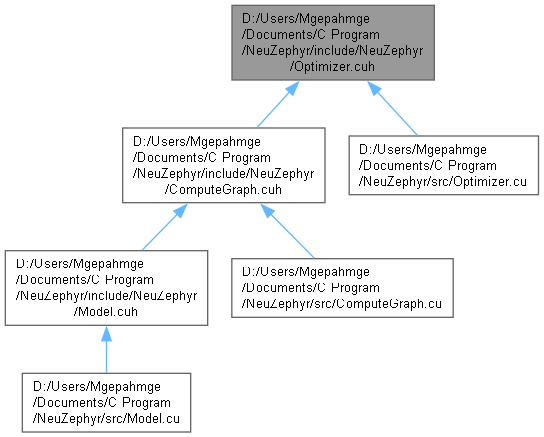 D:/Users/Mgepahmge
/Documents/C Program
/NeuZephyr/include/NeuZephyr
/Optimizer.cuh
D:/Users/Mgepahmge
/Documents/C Program
/NeuZephyr/include/NeuZephyr
/ComputeGraph.cuh
D:/Users/Mgepahmge
/Documents/C Program
/NeuZephyr/src/Optimizer.cu
D:/Users/Mgepahmge
/Documents/C Program
/NeuZephyr/include/NeuZephyr
/Model.cuh
D:/Users/Mgepahmge
/Documents/C Program
/NeuZephyr/src/ComputeGraph.cu
D:/Users/Mgepahmge
/Documents/C Program
/NeuZephyr/src/Model.cu